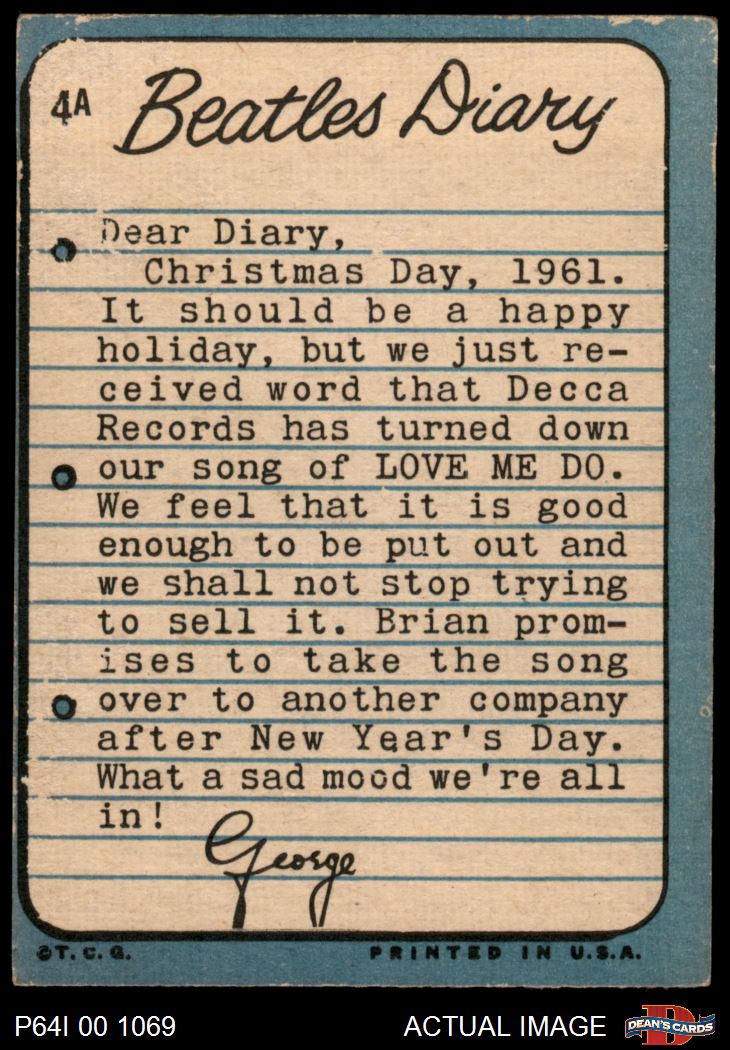 4A Beatles Diary
Dear Diary,
Christmas Day, 1961.
It should be a happy
holiday, but we just re-
ceived word that Decca
Records has turned down
our song of LOVE ME DO.
We feel that it is good
enough to be put out and
we shall not stop trying
to sell it. Brian prom-
ises to take the song
over to another company
after New Year's Day.
What a sad mood we're all
in!
George
©T.C.G. PRINTED IN U.S.A.
P64I 00 1069 ACTUAL IMAGE D DEAN'S CARDS